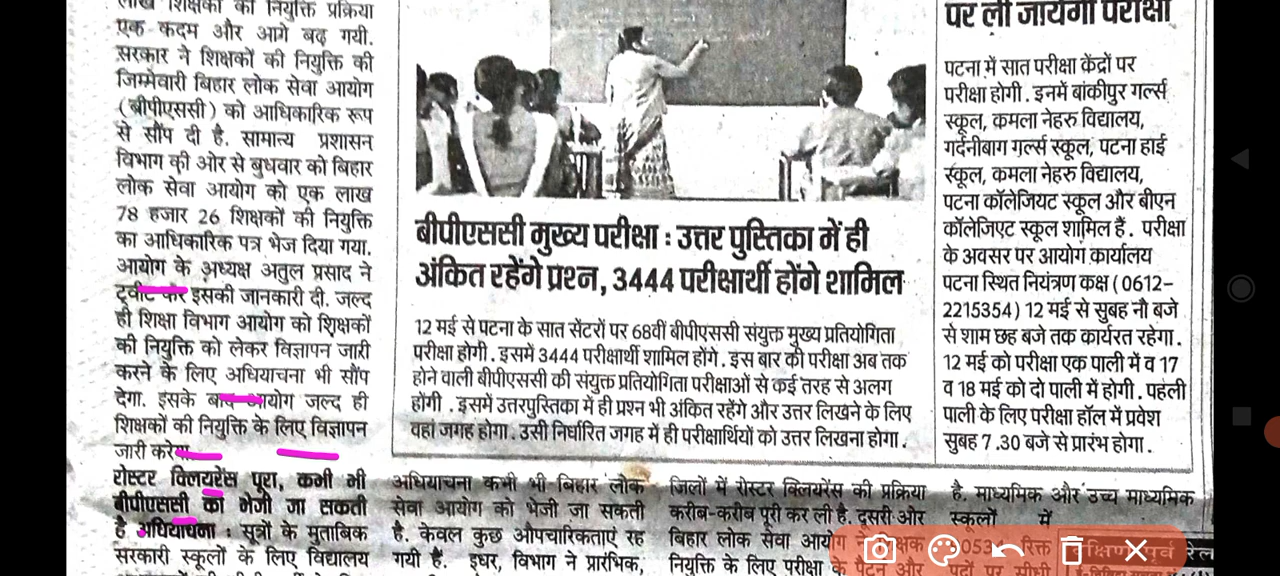 लाख शिक्षकों की नियुक्ति प्रक्रिया
एक कदम और आगे बढ़ गयी.
सरकार ने शिक्षकों की नियुक्ति की
जिम्मेवारी बिहार लोक सेवा आयोग
(बीपीएससी) को आधिकारिक रूप
से सौंप दी है. सामान्य प्रशासन
विभाग की ओर से बुधवार को बिहार
लोक सेवा आयोग को एक लाख
78 हजार 26 शिक्षकों की नियुक्ति
का आधिकारिक पत्र भेज दिया गया.
आयोग के अध्यक्ष अतुल प्रसाद ने
ट्वीट कर इसकी जानकारी दी. जल्द
ही शिक्षा विभाग आयोग को शिक्षकों
की नियुक्ति को लेकर विज्ञापन जारी
करने के लिए अधियाचना भी सौंप
देगा. इसके बाद आयोग जल्द ही
शिक्षकों की नियुक्ति के लिए विज्ञापन
जारी करेगा.
रोस्टर क्लियरेंस पूरा, कभी भी
बीपीएससी को भेजी जा सकती
है अधियाचना : सूत्रों के मुताबिक
सरकारी स्कूलों के लिए विद्यालय
बीपीएससी मुख्य परीक्षा : उत्तर पुस्तिका में ही
अंकित रहेंगे प्रश्न, 3444 परीक्षार्थी होंगे शामिल
12 मई से पटना के सात सेंटरों पर 68वीं बीपीएससी संयुक्त मुख्य प्रतियोगिता
परीक्षा होगी. इसमें 3444 परीक्षार्थी शामिल होंगे. इस बार की परीक्षा अब तक
होने वाली बीपीएससी की संयुक्त प्रतियोगिता परीक्षाओं से कई तरह से अलग
होगी. इसमें उत्तरपुस्तिका में ही प्रश्न भी अंकित रहेंगे और उत्तर लिखने के लिए
वहां जगह होगा. उसी निर्धारित जगह में ही परीक्षार्थियों को उत्तर लिखना होगा.
पर ली जायेगी परीक्षा
पटना में सात परीक्षा केंद्रों पर
परीक्षा होगी. इनमें बांकीपुर गर्ल्स
स्कूल, कमला नेहरु विद्यालय,
गर्दनीबाग गर्ल्स स्कूल, पटना हाई
स्कूल, कमला नेहरु विद्यालय,
पटना कॉलेजियट स्कूल और बीएन
कॉलेजिएट स्कूल शामिल हैं. परीक्षा
के अवसर पर आयोग कार्यालय
पटना स्थित नियंत्रण कक्ष (0612-
2215354) 12 मई से सुबह नौ बजे
से शाम छह बजे तक कार्यरत रहेगा.
12 मई को परीक्षा एक पाली में व 17
व 18 मई को दो पाली में होगी. पहली
पाली के लिए परीक्षा हॉल में प्रवेश
सुबह 7.30 बजे से प्रारंभ होगा.
अधियाचना कभी भी बिहार लोक
सेवा आयोग को भेजी जा सकती
है. केवल कुछ औपचारिकताएं रह
गयी हैं. इधर, विभाग ने प्रारंभिक,
जिलों में रोस्टर क्लियरेंस की प्रक्रिया
करीब-करीब पूरी कर ली है. दूसरी ओर
बिहार लोक सेवा आयोग ने
नियुक्ति के लिए परीक्षा के पैटर्न और
है. माध्यमिक और उच्च माध्यमिक
स्कूलों में
रिक्त
पदों पर सीधी